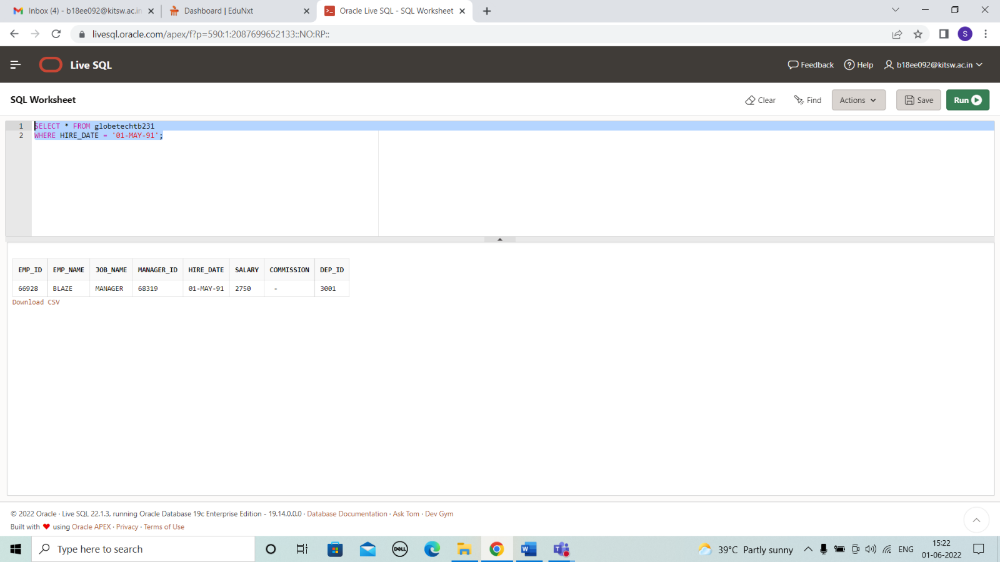 Inbox (4) - b18ee092@kitsw.ac.in
Dashboard | EduNxt
Oracle Live SQL - SQL Worksheet
livesql.oracle.com/apex/f?p=590:1:2087699652133::NO:RP::
S
Live SQL
Feedback
Help
b18ee092@kitsw.ac.in
SQL Worksheet
Clear
Find
Actions
Save
Run
1 SELECT * FROM globetechtb231
2 WHERE HIRE_DATE = '01-MAY-91';
EMP_ID EMP_NAME JOB_NAME MANAGER_ID HIRE_DATE SALARY COMMISSION DEP_ID
66928 BLAZE MANAGER 68319 01-MAY-91 2750 - 3001
Download CSV
© 2022 Oracle · Live SQL 22.1.3, running Oracle Database 19c Enterprise Edition - 19.14.0.0.0 · Database Documentation · Ask Tom · Dev Gym
Built with ❤ using Oracle APEX · Privacy · Terms of Use
Type here to search
DELL
W
T
39°C Partly sunny
ENG
15:22
01-06-2022